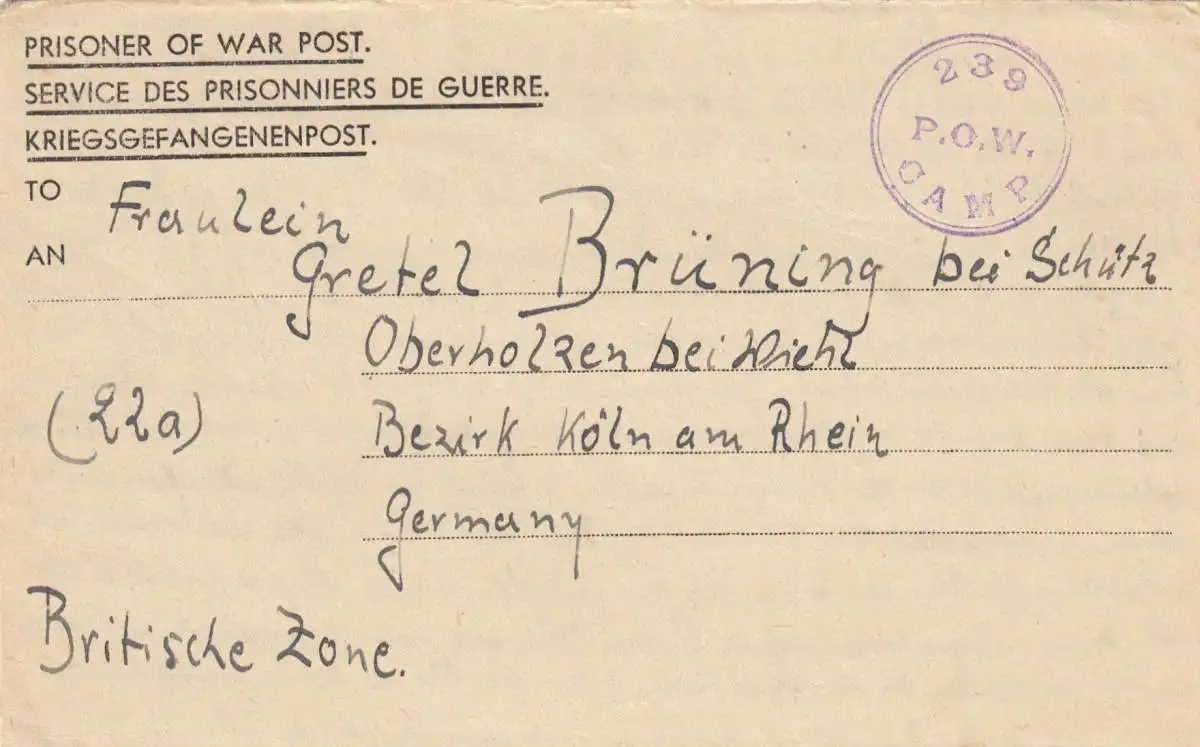 PRISONER OF WAR POST.
SERVICE DES PRISONNIERS DE GUERRE.
KRIEGSGEFANGENENPOST.
239
P.O.W.
CAMP
TO
Fraulein
AN
Gretel Brüning bei Schütz
Oberholzen bei Wiehl
(22a)
Bezirk Köln am Rhein
Germany
Britische Zone.